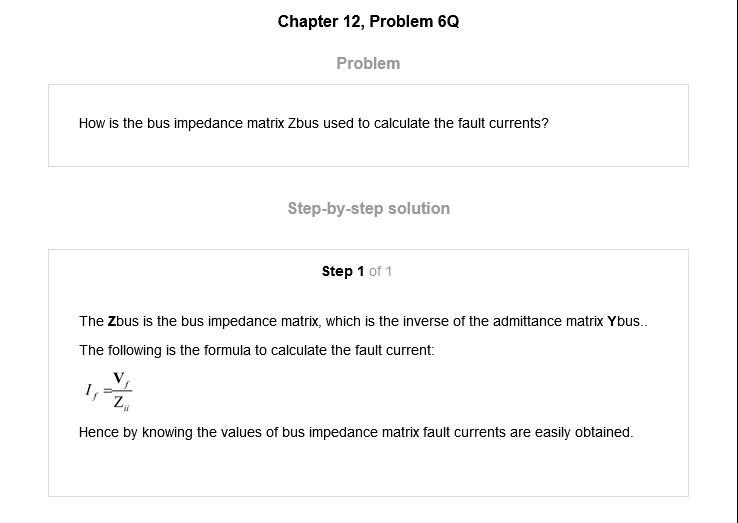 Chapter 12, Problem 6Q
Problem
How is the bus impedance matrix Zbus used to calculate the fault currents?
Step-by-step solution
Step 1 of 1
The Zbus is the bus impedance matrix, which is the inverse of the admittance matrix Ybus..
The following is the formula to calculate the fault current:
I_f = V_f / Z_ii
Hence by knowing the values of bus impedance matrix fault currents are easily obtained.